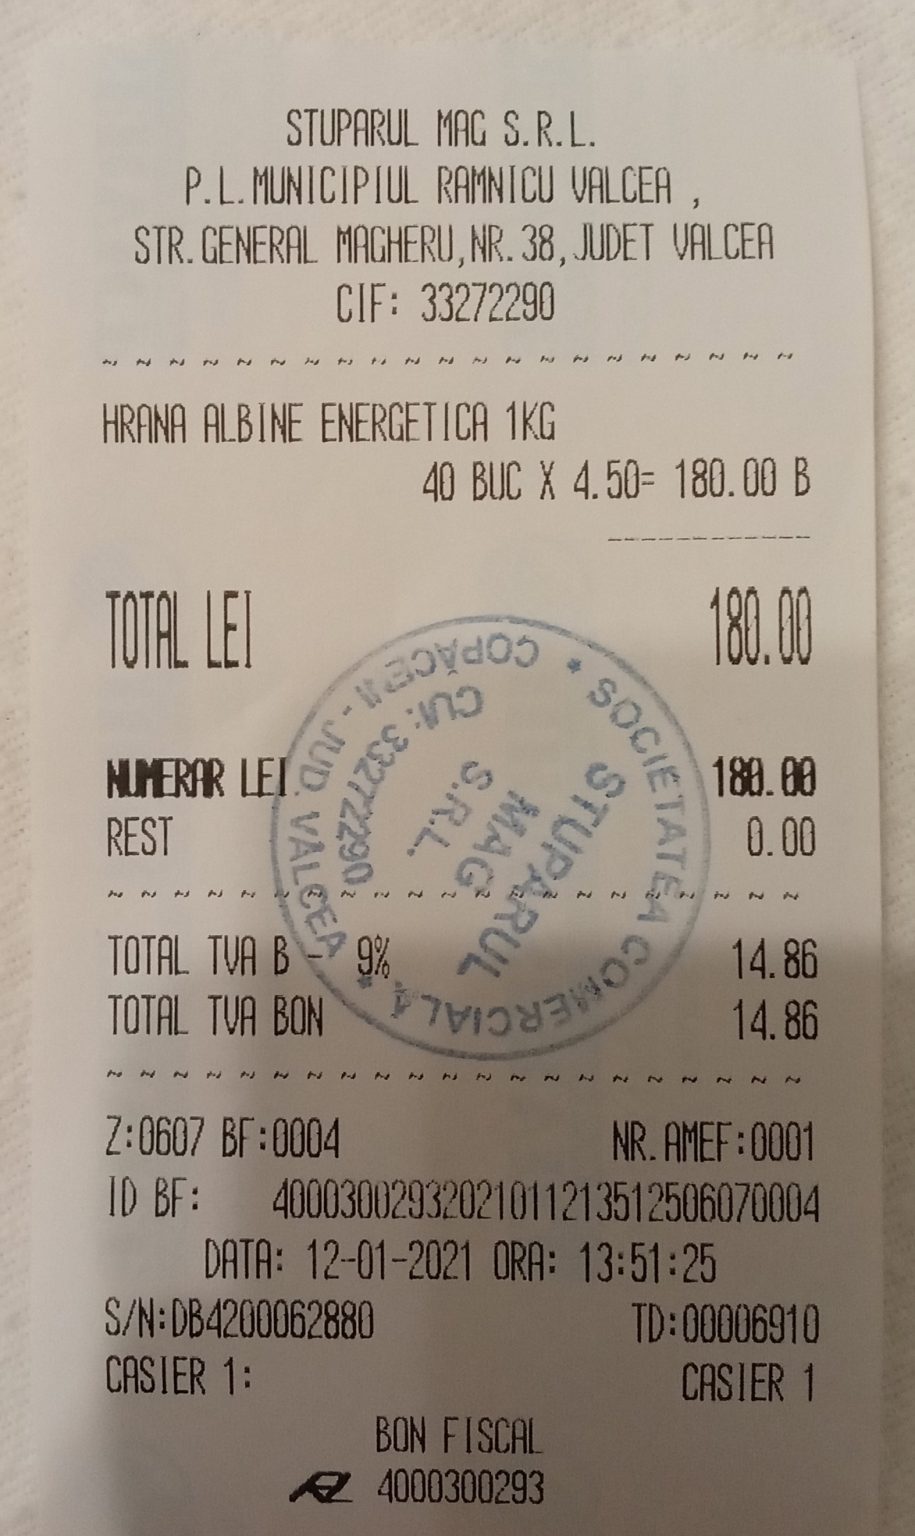 STUPARUL MAG S.R.L.
P.L.MUNICIPIUL RAMNICU VALCEA ,
STR.GENERAL MAGHERU,NR.38,JUDET VALCEA
CIF: 33272290
~ ~ ~ ~ ~ ~ ~ ~ ~ ~ ~ ~ ~ ~ ~ ~ ~ ~ ~ ~ ~
HRANA ALBINE ENERGETICA 1KG
40 BUC X 4.50= 180.00 B
------------
TOTAL LEI 180.00
NUMERAR LEI 180.00
REST 0.00
~ ~ ~ ~ ~ ~ ~ ~ ~ ~ ~ ~ ~ ~ ~ ~ ~ ~ ~ ~ ~
TOTAL TVA B - 9% 14.86
TOTAL TVA BON 14.86
~ ~ ~ ~ ~ ~ ~ ~ ~ ~ ~ ~ ~ ~ ~ ~ ~ ~ ~ ~ ~
Z:0607 BF:0004 NR.AMEF:0001
ID BF: 40003002932021011213512506070004
DATA: 12-01-2021 ORA: 13:51:25
S/N:DB4200062880 TD:00006910
CASIER 1: CASIER 1
BON FISCAL
4000300293
* SOCIETATEA COMERCIALĂ *
COPĂCENI - JUD. VALCEA
STUPARUL
MAG
S.R.L.
CUI: 33272290